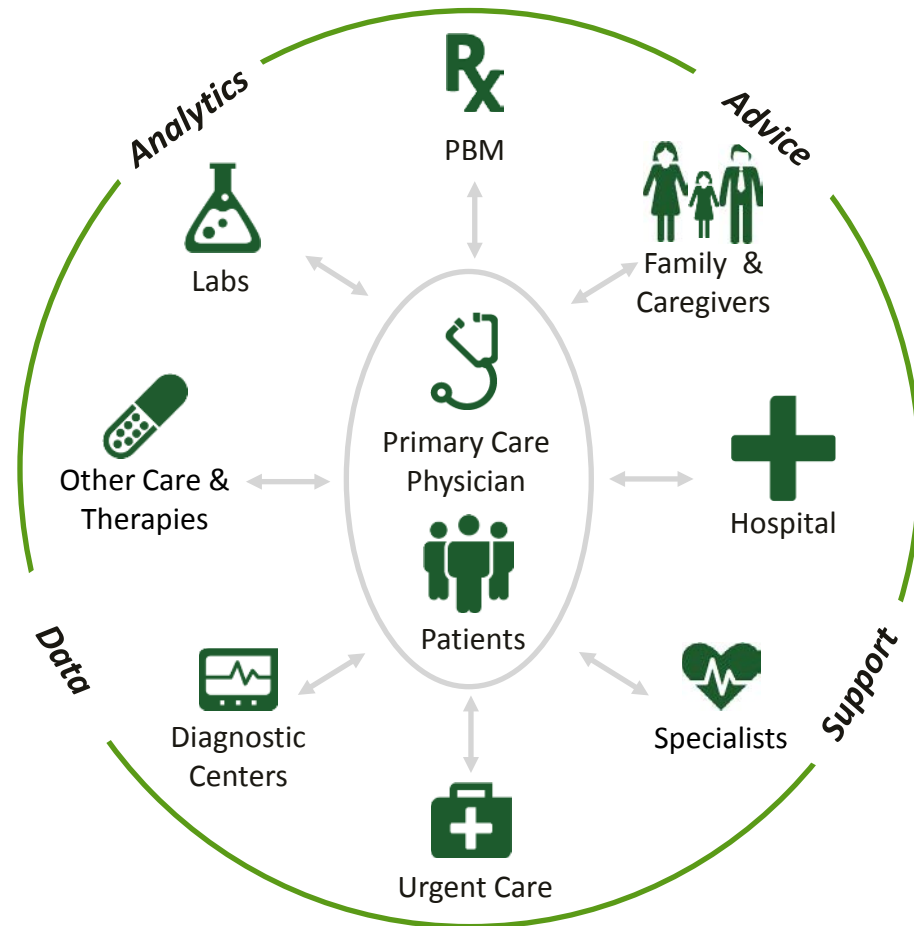 Analytics
Rx
PBM
Advice
Labs
Family &
Caregivers
Primary Care
Physician
Other Care &
Therapies
Hospital
Patients
Data
Support
Diagnostic
Centers
Specialists
Urgent Care